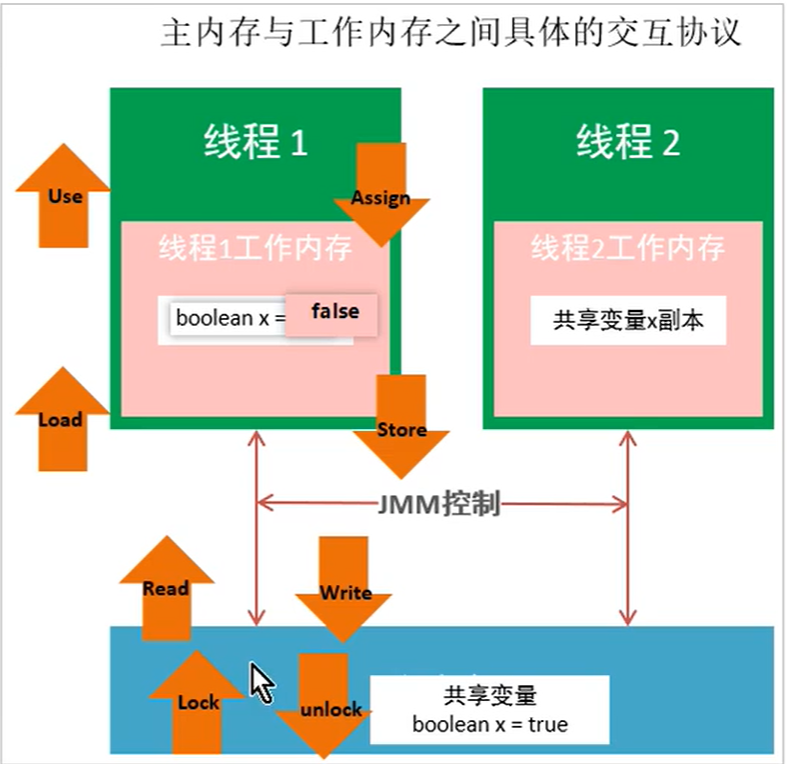 主内存与工作内存之间具体的交互协议
线程 1
线程 2
Use
Assign
线程1工作内存
线程2工作内存
boolean x =
false
共享变量x副本
Load
Store
JMM控制
Read
Write
Lock
unlock
共享变量
boolean x = true